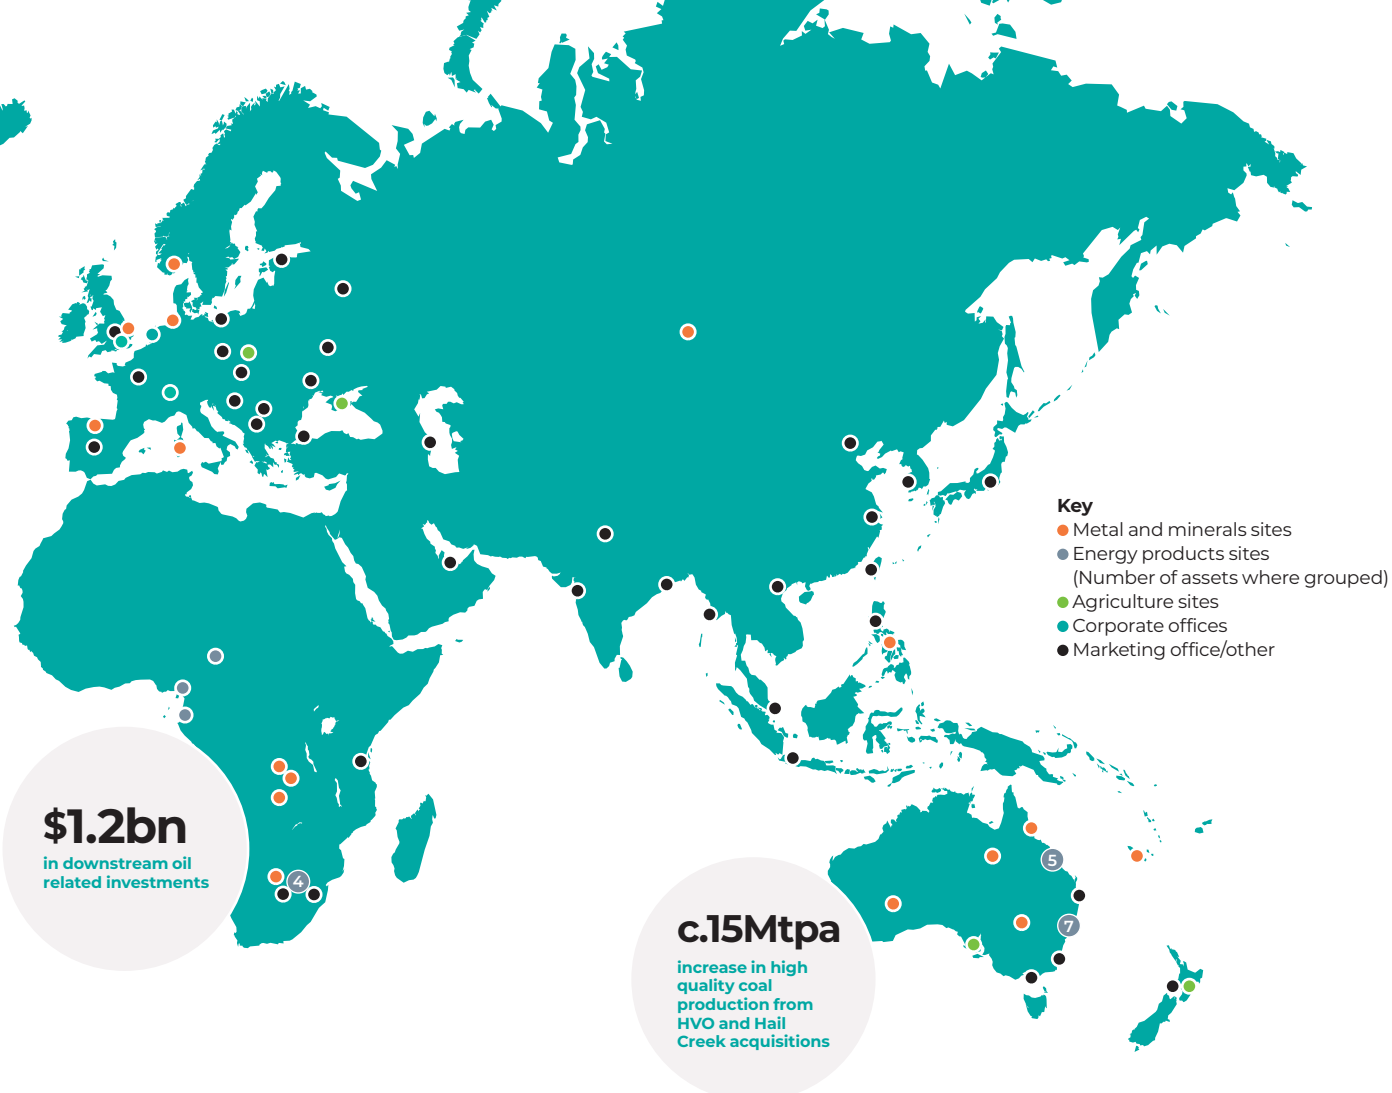 Key
Metal and minerals sites
Energy products sites
(Number of assets where grouped)
Agriculture sites
Corporate offices
Marketing office/other
$1.2bn
in downstream oil
related investments
4
5
7
c.15Mtpa
increase in high
quality coal
production from
HVO and Hail
Creek acquisitions